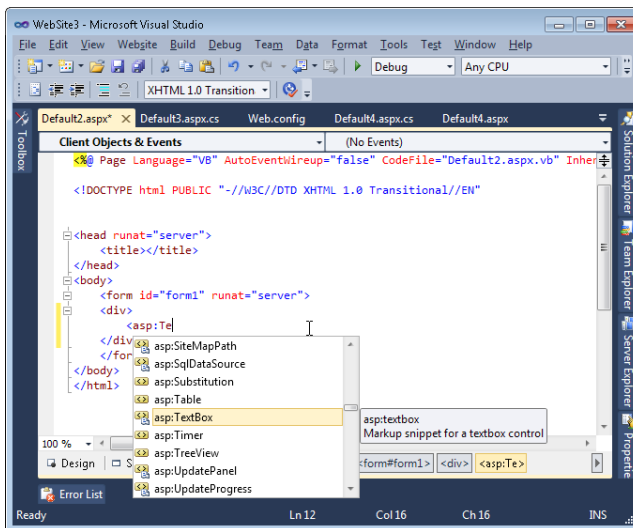 WebSite3 - Microsoft Visual Studio
File Edit View Website Build Debug Team Data Format Tools Test Window Help
Debug Any CPU
XHTML 1.0 Transition
Default2.aspx* Default3.aspx.cs Web.config Default4.aspx.cs Default4.aspx
Client Objects & Events (No Events)
<%@ Page Language="VB" AutoEventWireup="false" CodeFile="Default2.aspx.vb" Inher
<!DOCTYPE html PUBLIC "-//W3C//DTD XHTML 1.0 Transitional//EN"
<head runat="server">
<title></title>
</head>
<body>
<form id="form1" runat="server">
<div>
<asp:Te
</div
</for
</body>
</html>
asp:SiteMapPath
asp:SqlDataSource
asp:Substitution
asp:Table
asp:TextBox
asp:Timer
asp:TreeView
asp:UpdatePanel
asp:UpdateProgress
asp:textbox
Markup snippet for a textbox control
100 %
Design S <form#form1> <div> <asp:Te>
Error List
Ready Ln 12 Col 16 Ch 16 INS
Toolbox
Solution Explorer
Team Explorer
Server Explorer
Propertie